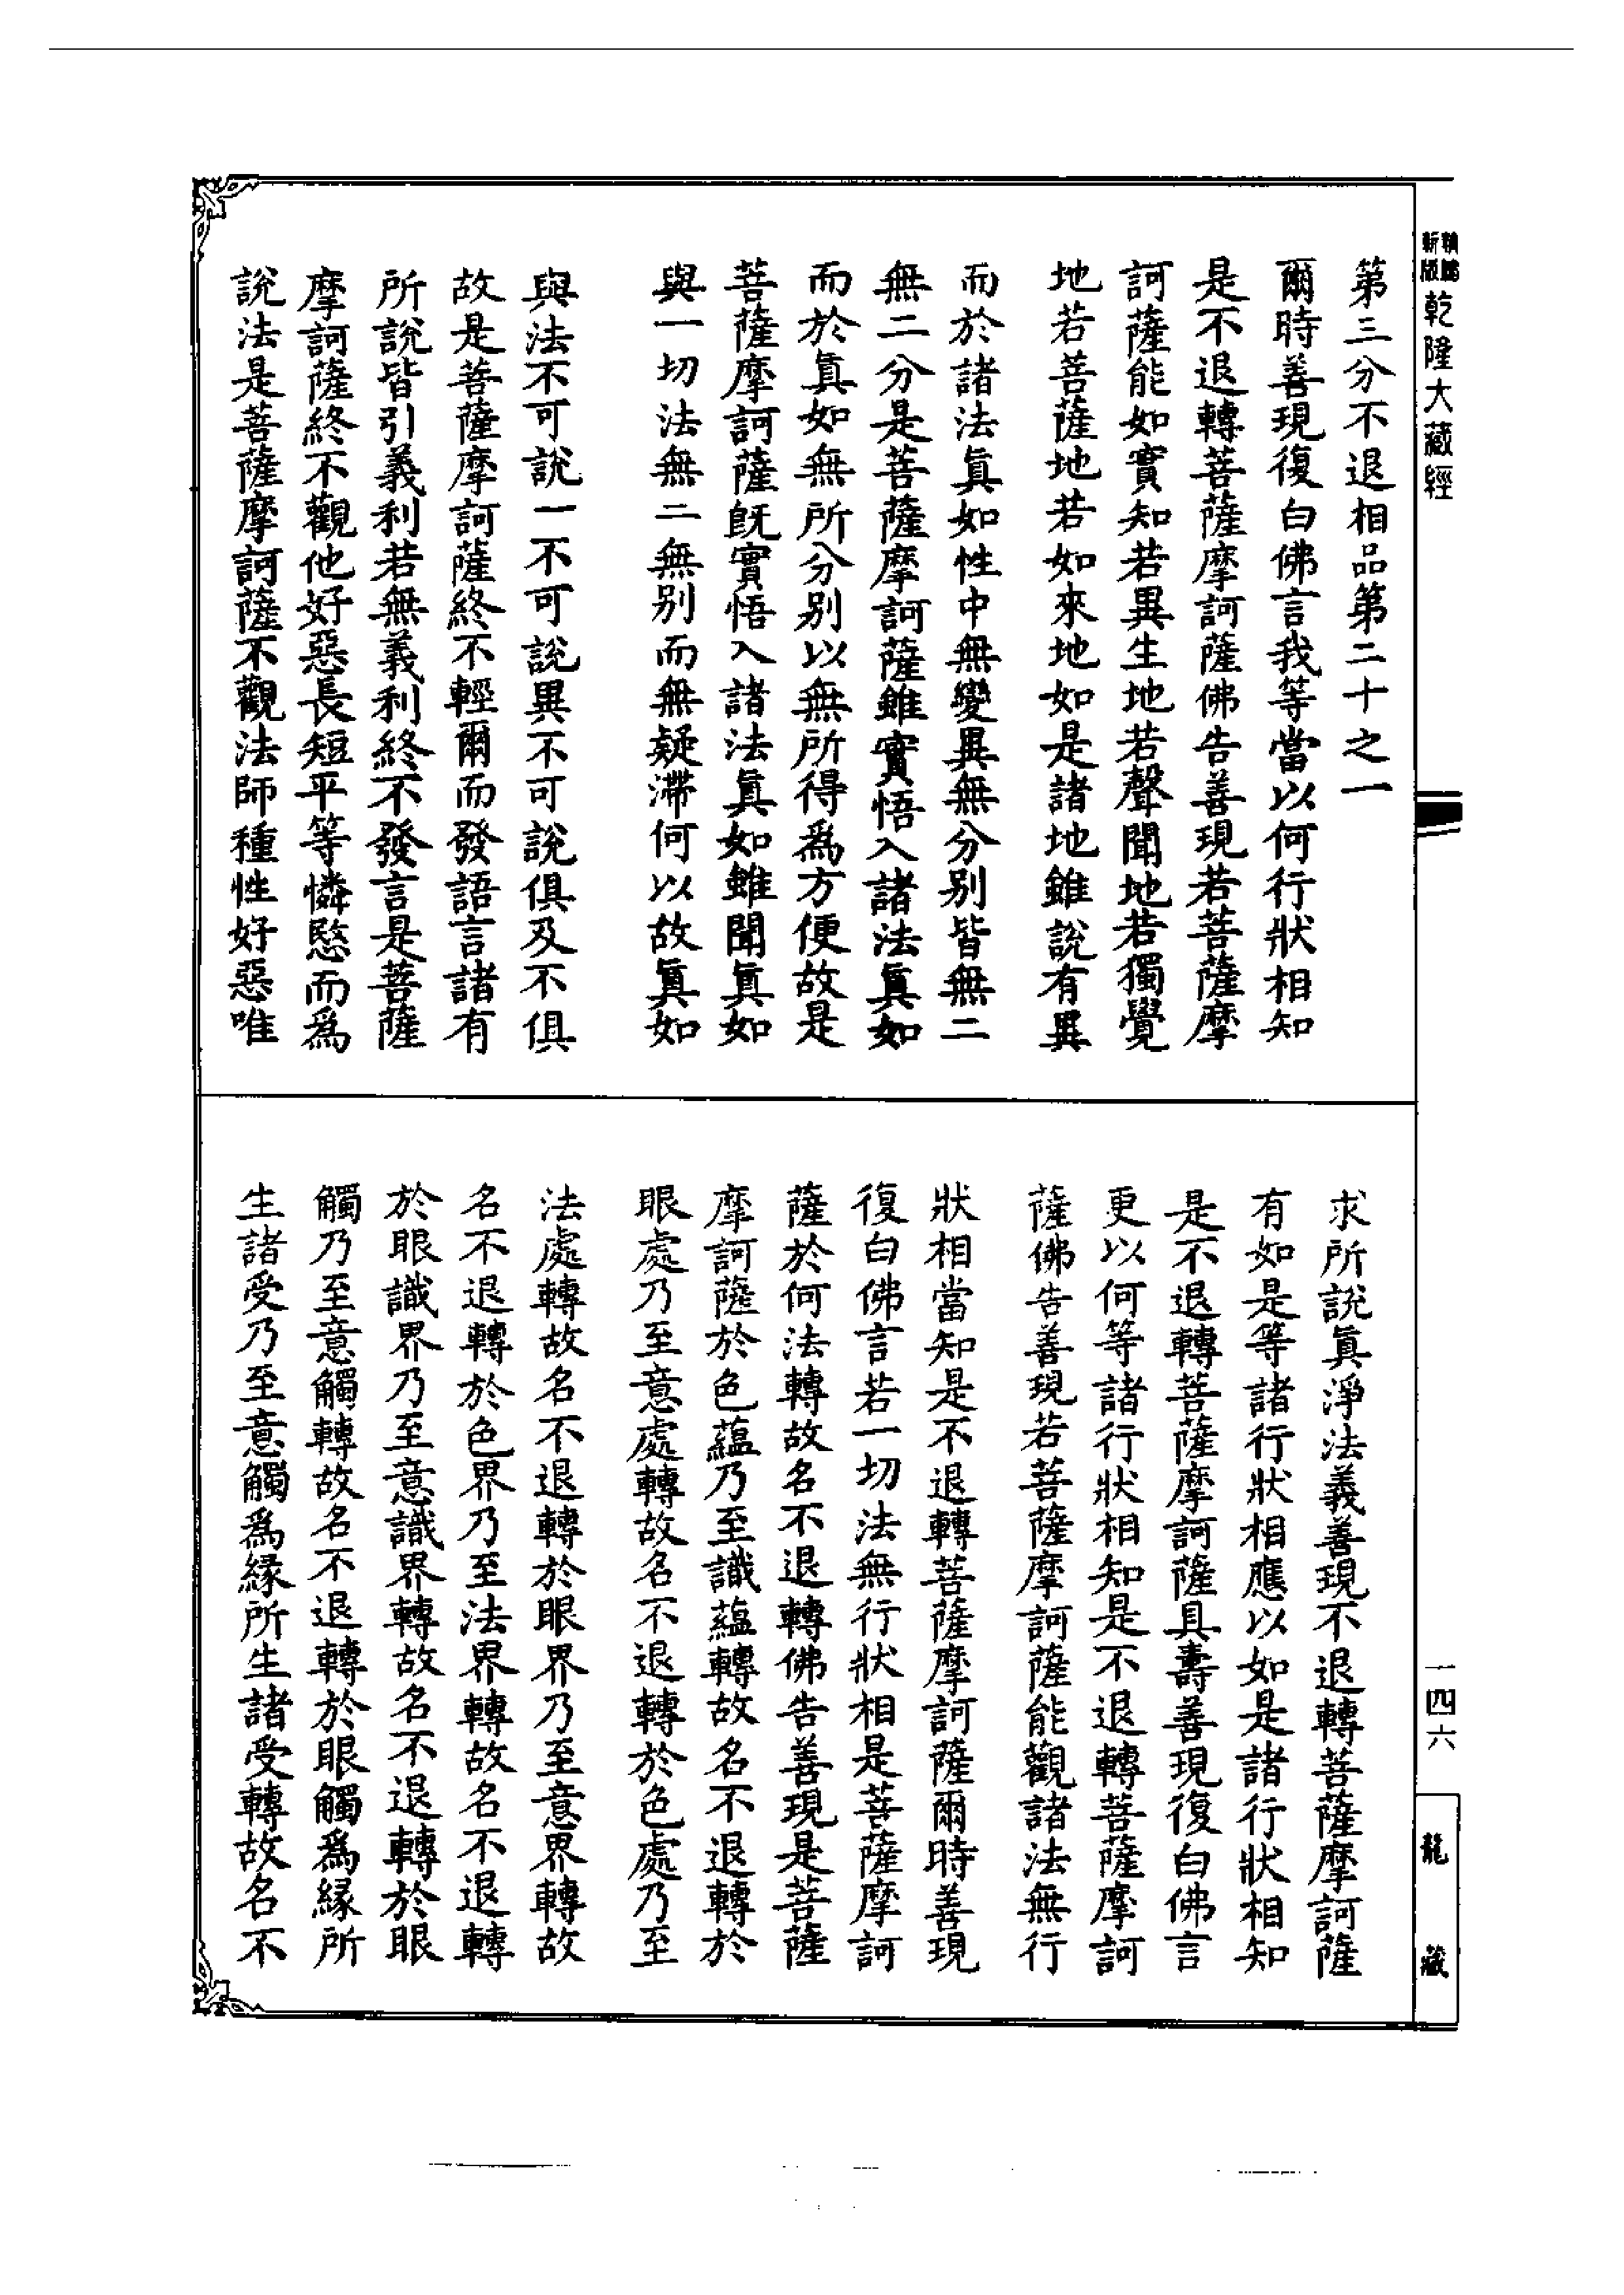 新版
乾隆大藏經
第三分不退相品第二十之一
爾時善現復白佛言我等當以何行狀相知
是不退轉菩薩摩訶薩佛告善現若菩薩摩
訶薩能如實知若異生地若聲聞地若獨覺
地若菩薩地若如來地如是諸地雖說有異
而於諸法眞如性中無變異無分别皆無二
無二分是菩薩摩訶薩雖實悟入諸法眞如
而於眞如無所分别以無所得爲方便故是
菩薩摩訶薩旣實悟入諸法眞如雖聞眞如
與一切法無二無别而無疑滯何以故眞如
與法不可說一不可說異不可說俱及不俱
故是菩薩摩訶薩終不輕爾而發語言諸有
所說皆引義利若無義利終不發言是菩薩
摩訶薩終不觀他好惡長短平等憐愍而爲
說法是菩薩摩訶薩不觀法師種性好惡唯
求所說眞淨法義善現不退轉菩薩摩訶薩
有如是等諸行狀相應以如是諸行狀相知
是不退轉菩薩摩訶薩具壽善現復白佛言
更以何等諸行狀相知是不退轉菩薩摩訶
薩佛告善現若菩薩摩訶薩能觀諸法無行
狀相當知是不退轉菩薩摩訶薩爾時善現
復白佛言若一切法無行狀相是菩薩摩訶
薩於何法轉故名不退轉佛告善現是菩薩
摩訶薩於色蘊乃至識蘊轉故名不退轉於
眼處乃至意處轉故名不退轉於色處乃至
法處轉故名不退轉於眼界乃至意界轉故
名不退轉於色界乃至法界轉故名不退轉
於眼識界乃至意識界轉故名不退轉於眼
觸乃至意觸轉故名不退轉於眼觸爲緣所
生諸受乃至意觸爲緣所生諸受轉故名不
一四六
龍藏